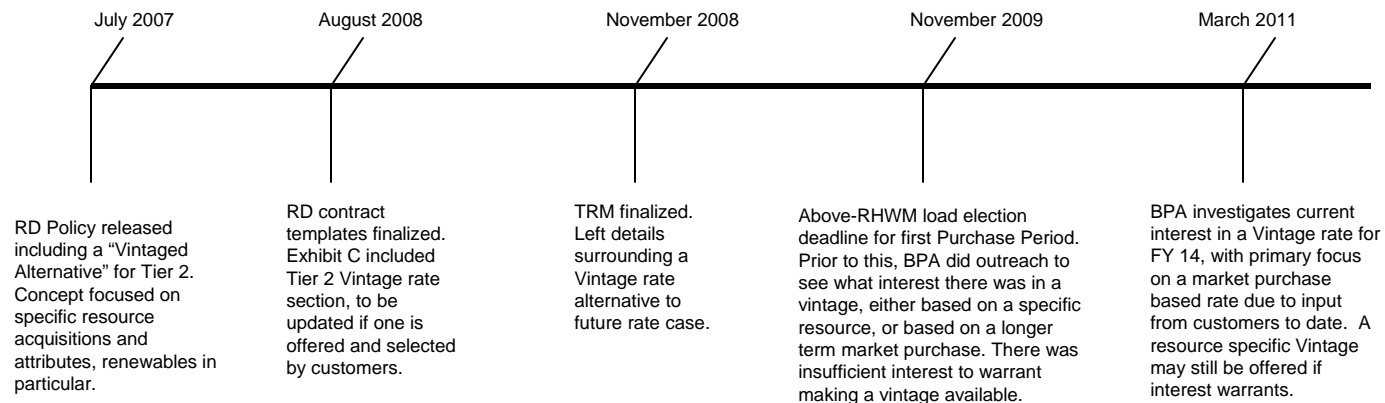 July 2007
August 2008
November 2008
November 2009
March 2011
RD Policy released
including a “Vintaged
Alternative” for Tier 2.
Concept focused on
specific resource
acquisitions and
attributes, renewables in
particular.
RD contract
templates finalized.
Exhibit C included
Tier 2 Vintage rate
section, to be
updated if one is
offered and selected
by customers.
TRM finalized.
Left details
surrounding a
Vintage rate
alternative to
future rate case.
Above-RHWM load election
deadline for first Purchase Period.
Prior to this, BPA did outreach to
see what interest there was in a
vintage, either based on a specific
resource, or based on a longer
term market purchase. There was
insufficient interest to warrant
making a vintage available.
BPA investigates current
interest in a Vintage rate for
FY 14, with primary focus
on a market purchase
based rate due to input
from customers to date. A
resource specific Vintage
may still be offered if
interest warrants.